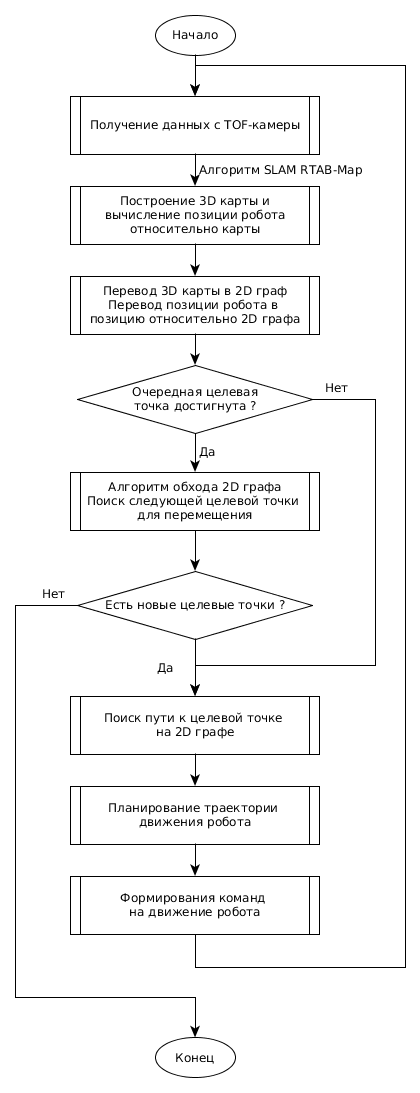 Начало
Получение данных с TOF-камеры
Алгоритм SLAM RTAB-Map
Построение 3D карты и
вычисление позиции робота
относительно карты
Перевод 3D карты в 2D граф
Перевод позиции робота в
позицию относительно 2D графа
Очередная целевая
точка достигнута ?
Нет
Да
Алгоритм обхода 2D графа
Поиск следующей целевой точки
для перемещения
Есть новые целевые точки ?
Нет
Да
Поиск пути к целевой точке
на 2D графе
Планирование траектории
движения робота
Формирования команд
на движение робота
Конец